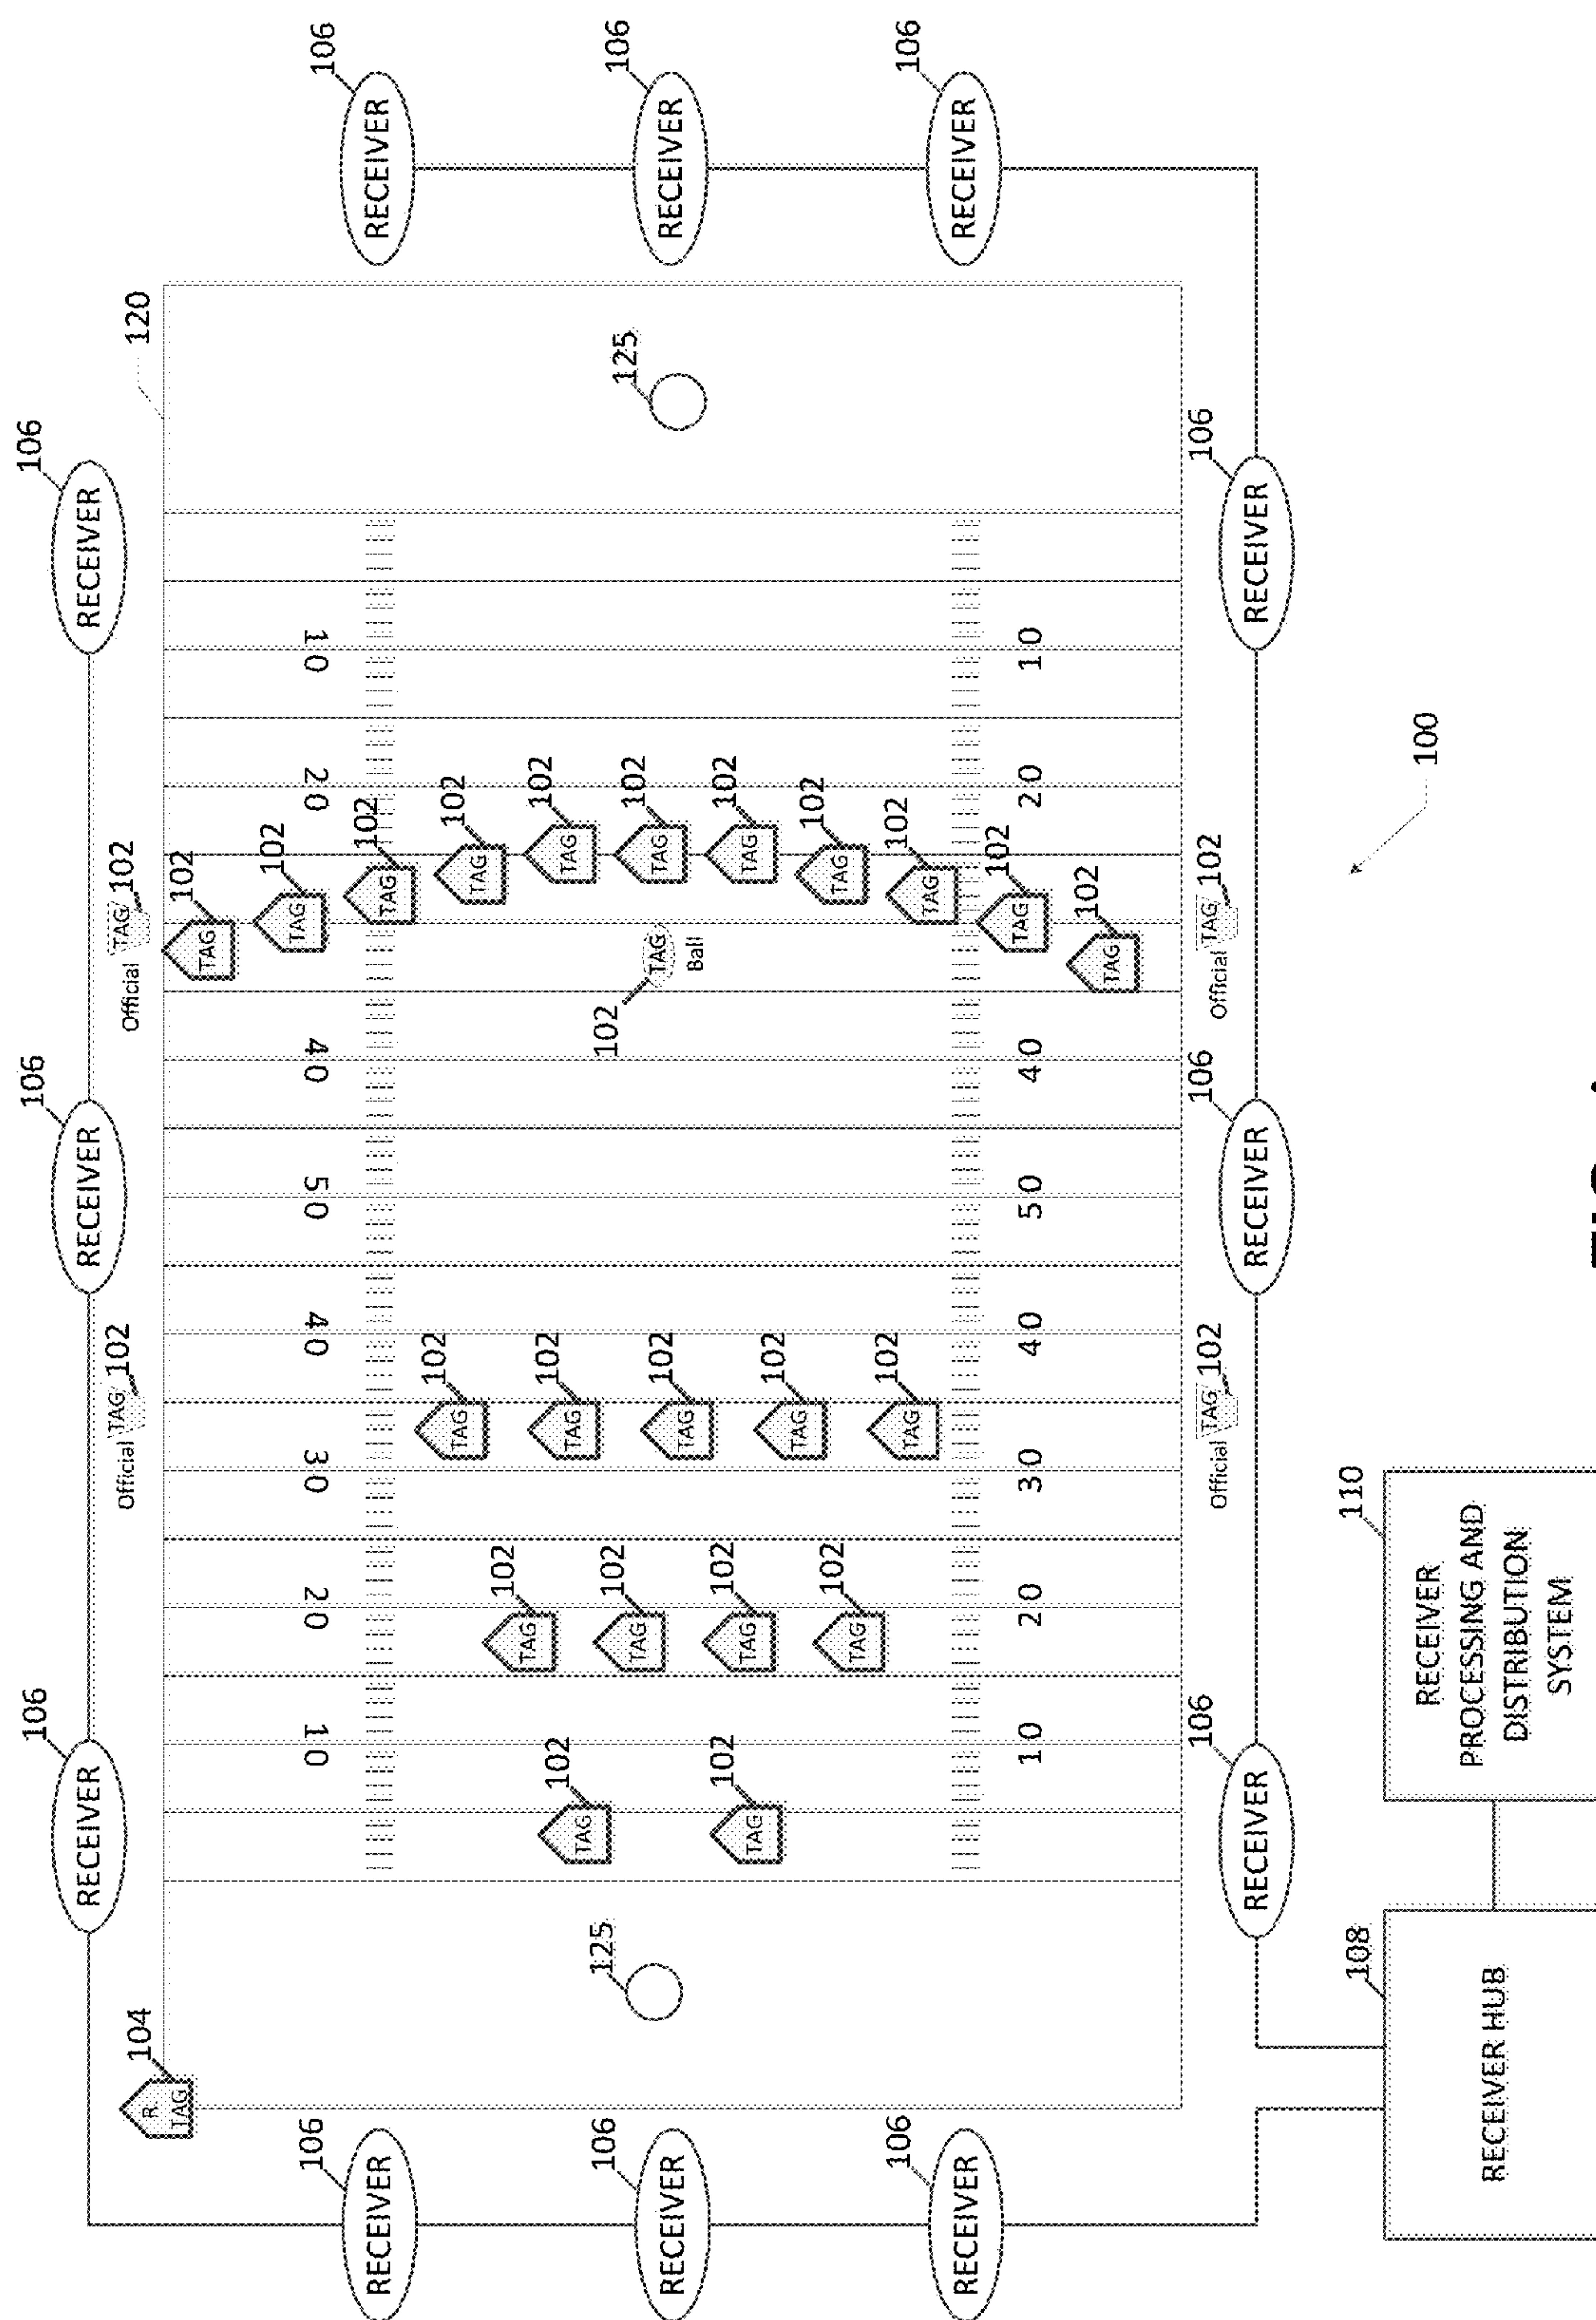 106 106 106
RECEIVER RECEIVER RECEIVER
104 Official TAG 102 Official TAG 102 120
R.
TAG
102
TAG
102
TAG
106 10 20 30 40 50 40 20 10 106
RECEIVER TAG 102 RECEIVER
102 102
TAG TAG
102
TAG 102 102
102 TAG TAG
TAG
106 125 102 102 125 106
TAG 102 102
TAG TAG
RECEIVER TAG RECEIVER
Ball
102 102 102
TAG TAG TAG
102 102
TAG TAG
102
TAG
106 102 102 106
TAG TAG
RECEIVER RECEIVER
102
TAG
10 20 30 40 50 40 20 10
102
TAG
106 Official TAG 102 106 Official TAG 102 106
RECEIVER RECEIVER RECEIVER
108 110 100
RECEIVER HUB
RECEIVER
PROCESSING AND
DISTRIBUTION
SYSTEM